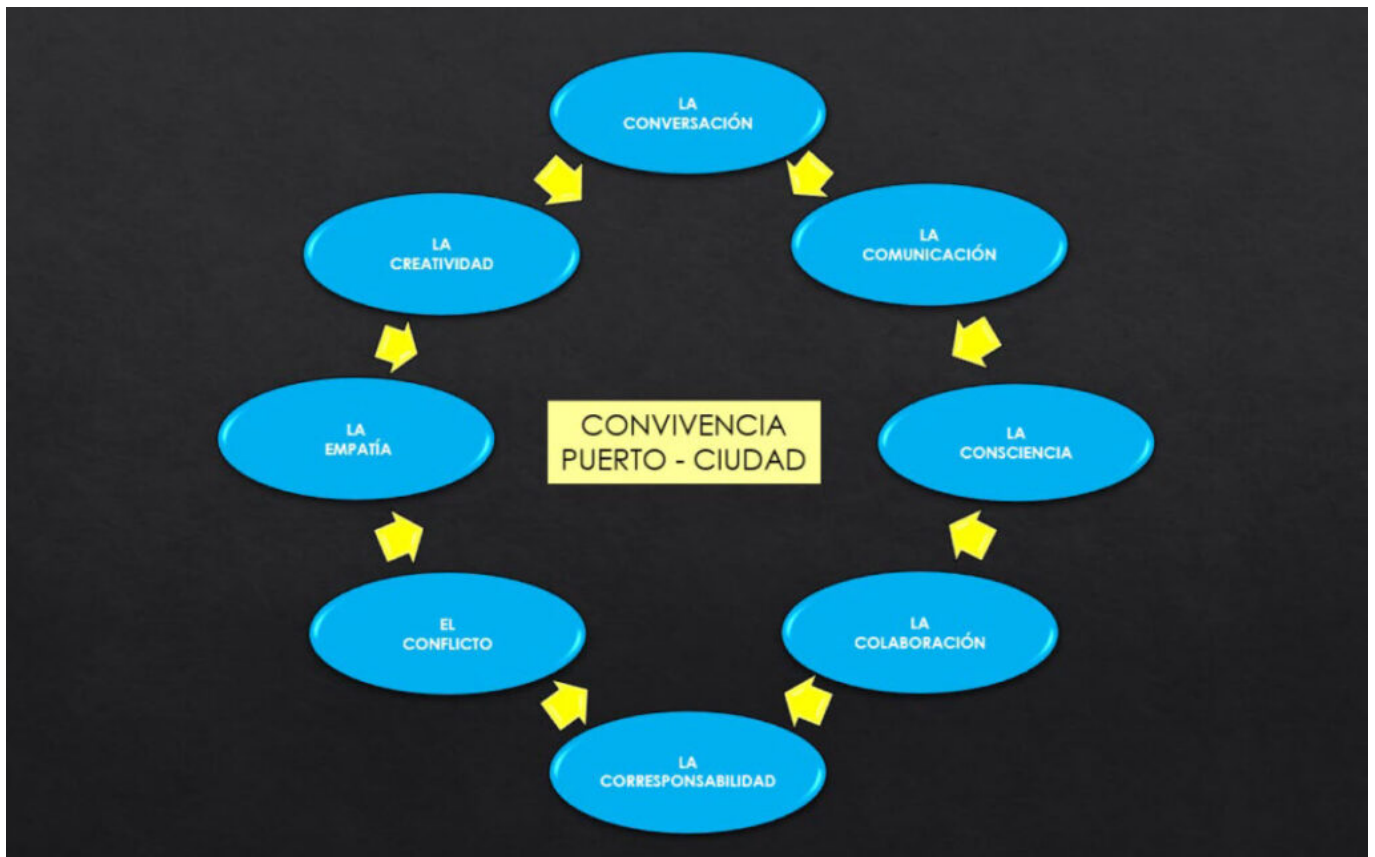 LA
CONVERSACIÓN
LA
COMUNICACIÓN
LA
CONSCIENCIA
LA
COLABORACIÓN
LA
CORRESPONSABILIDAD
EL
CONFLICTO
LA
EMPATÍA
LA
CREATIVIDAD
CONVIVENCIA
PUERTO - CIUDAD